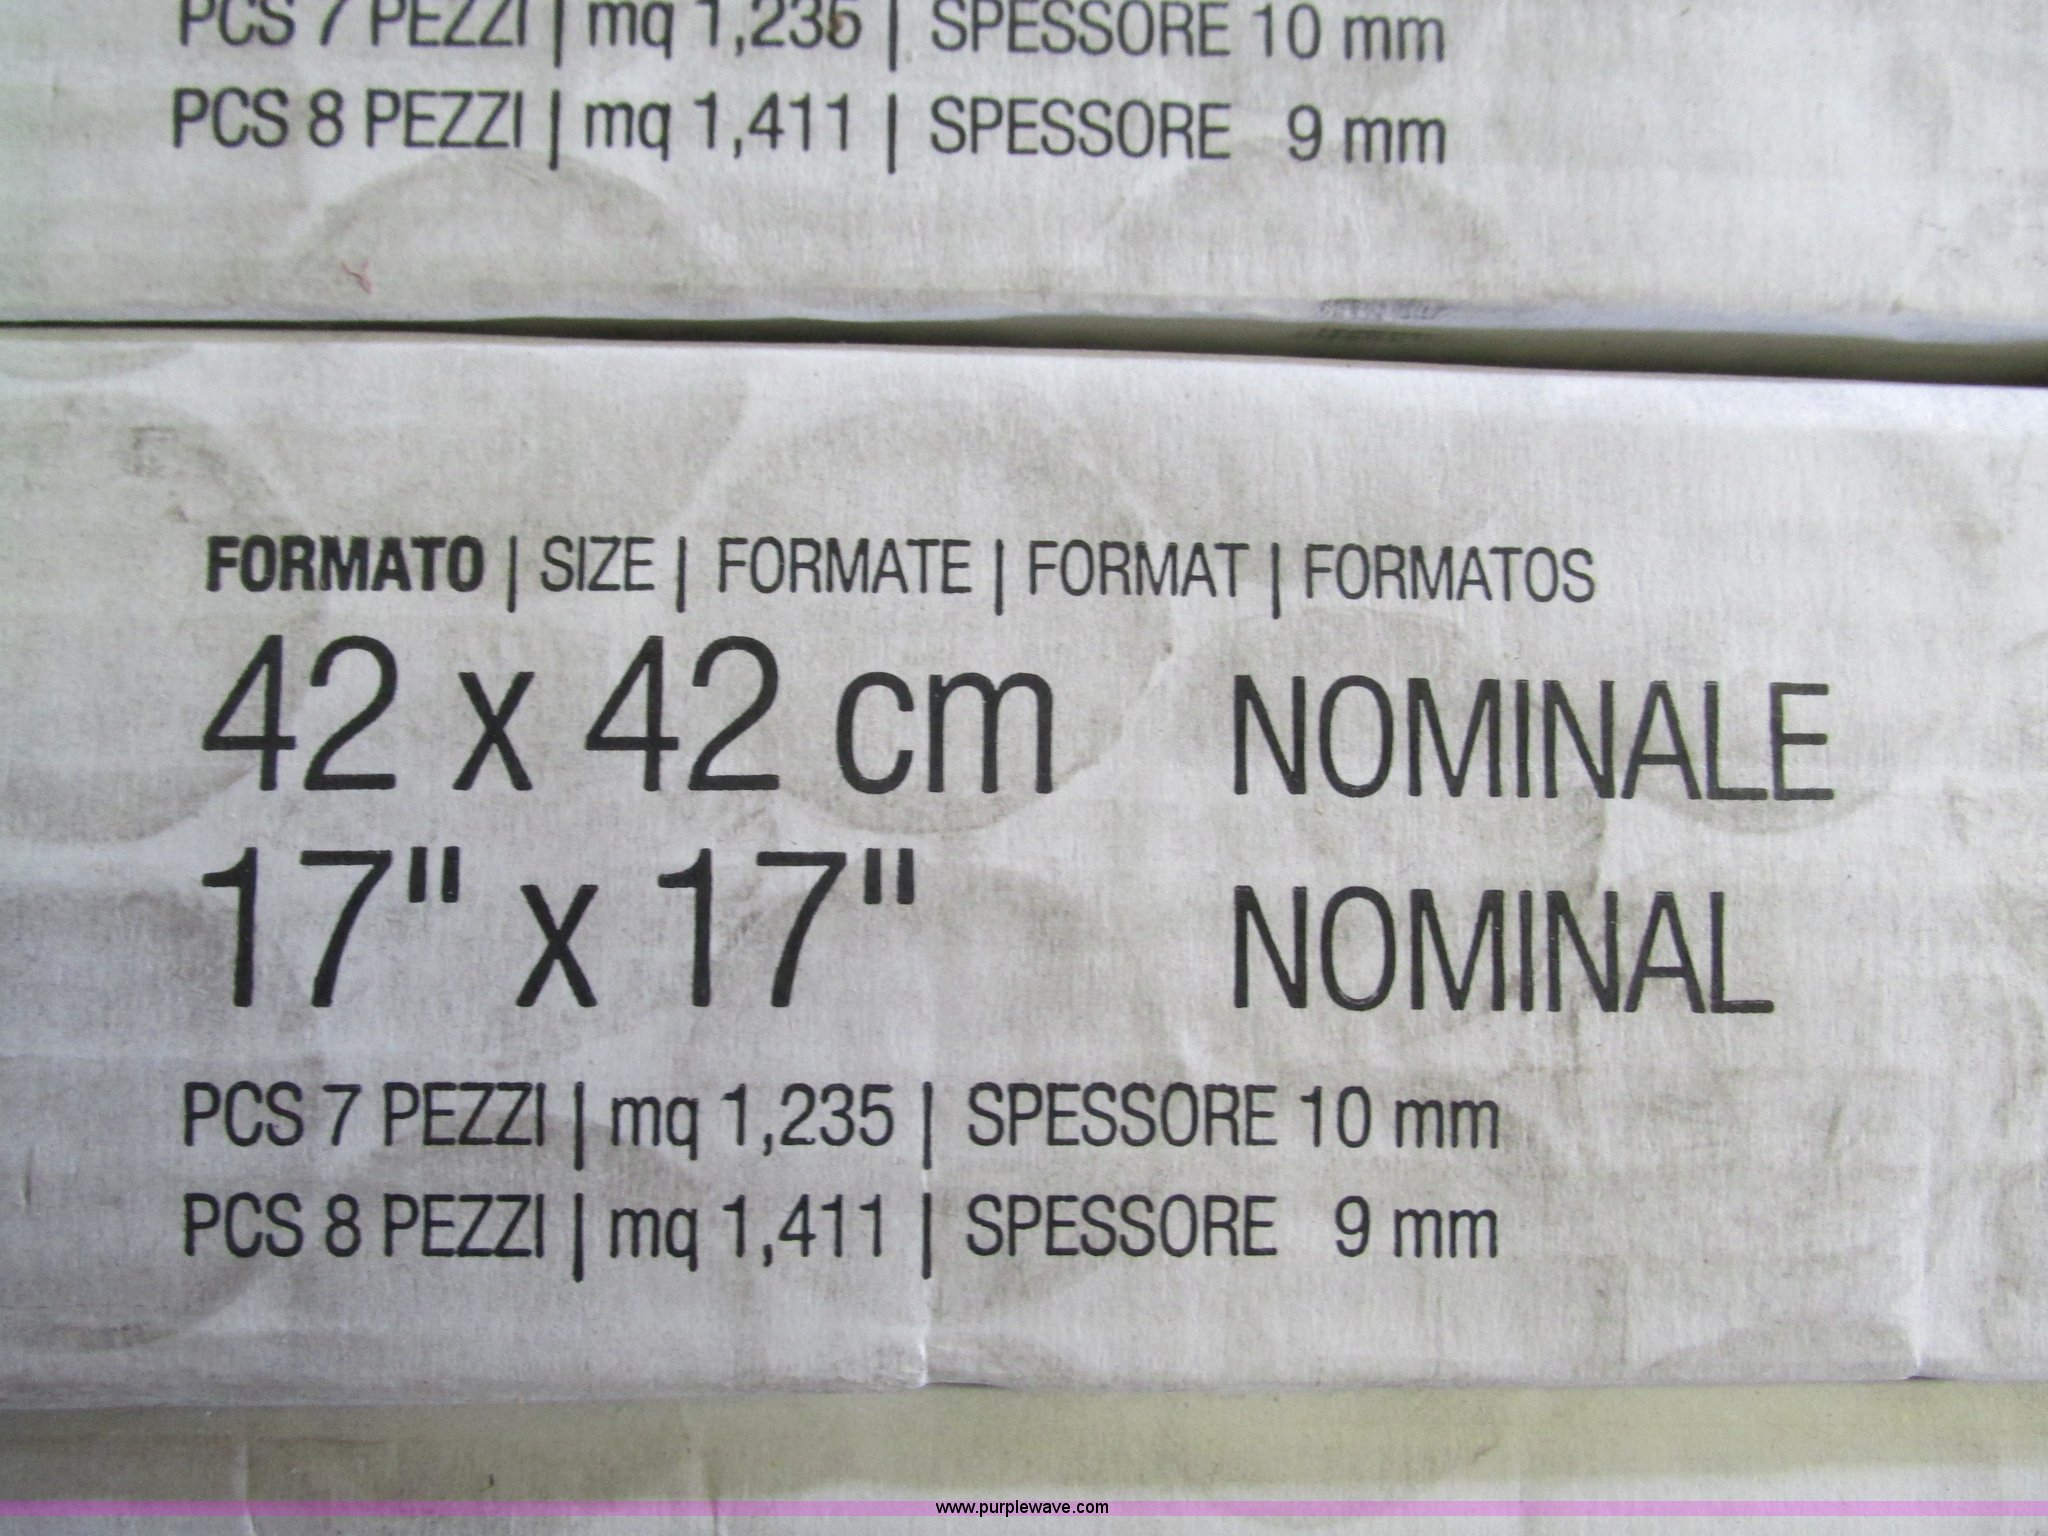 PCS 7 PEZZI | mq 1,235 | SPESSORE 10 mm
PCS 8 PEZZI | mq 1,411 | SPESSORE 9 mm
FORMATO | SIZE | FORMATE | FORMAT | FORMATOS
42 x 42 cm NOMINALE
17" x 17" NOMINAL
PCS 7 PEZZI | mq 1,235 | SPESSORE 10 mm
PCS 8 PEZZI | mq 1,411 | SPESSORE 9 mm
www.purplewave.com